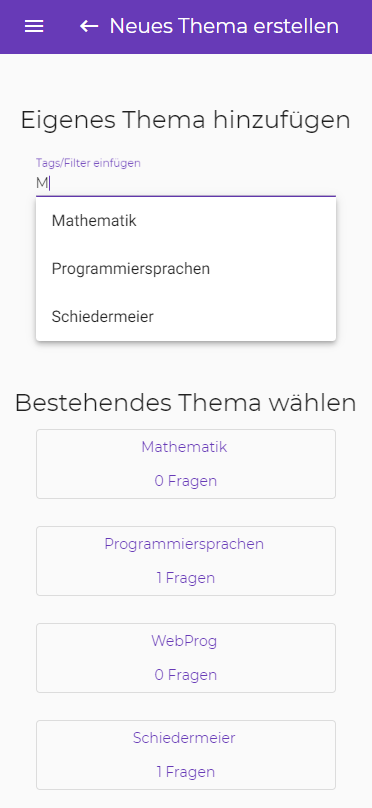 Neues Thema erstellen
Eigenes Thema hinzufügen
Tags/Filter einfügen
M
Mathematik
Programmiersprachen
Schiedermeier
Bestehendes Thema wählen
Mathematik
0 Fragen
Programmiersprachen
1 Fragen
WebProg
0 Fragen
Schiedermeier
1 Fragen